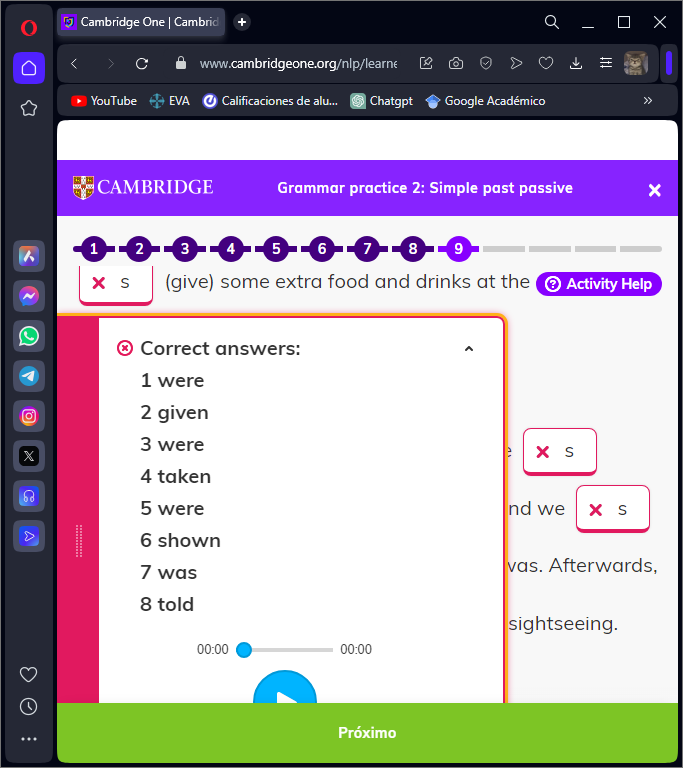 Cambridge One | Cambrid
www.cambridgeone.org/nlp/learne
YouTube EVA Calificaciones de alu... Chatgpt Google Académico »
CAMBRIDGE Grammar practice 2: Simple past passive
1 2 3 4 5 6 7 8 9
s (give) some extra food and drinks at the Activity Help
Correct answers:
1 were
2 given
3 were
4 taken
5 were
6 shown
7 was
8 told
s
nd we s
was. Afterwards,
sightseeing.
00:00 00:00
Próximo